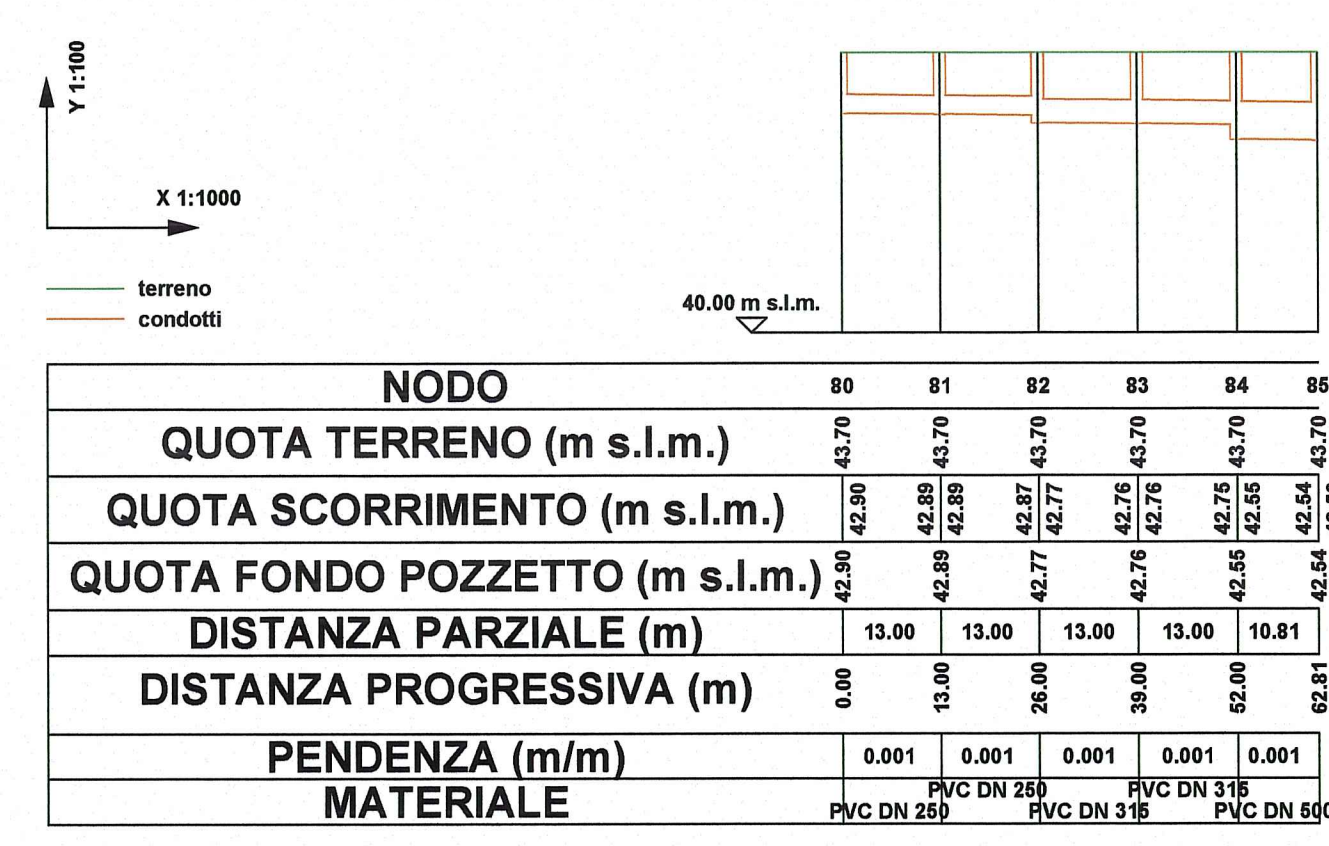 Y 1:100
X 1:1000
terreno
condotti
40.00 m s.l.m.
NODO 80 81 82 83 84 85
QUOTA TERRENO (m s.l.m.) 43.70 43.70 43.70 43.70 43.70 43.70
QUOTA SCORRIMENTO (m s.l.m.) 42.90 42.89 42.89 42.87 42.77 42.76 42.76 42.75 42.55 42.54
QUOTA FONDO POZZETTO (m s.l.m.) 42.90 42.89 42.77 42.76 42.55 42.54
DISTANZA PARZIALE (m) 13.00 13.00 13.00 13.00 10.81
DISTANZA PROGRESSIVA (m) 0.00 13.00 26.00 39.00 52.00 62.81
PENDENZA (m/m) 0.001 0.001 0.001 0.001 0.001
MATERIALE PVC DN 250 PVC DN 250 PVC DN 315 PVC DN 315 PVC DN 500